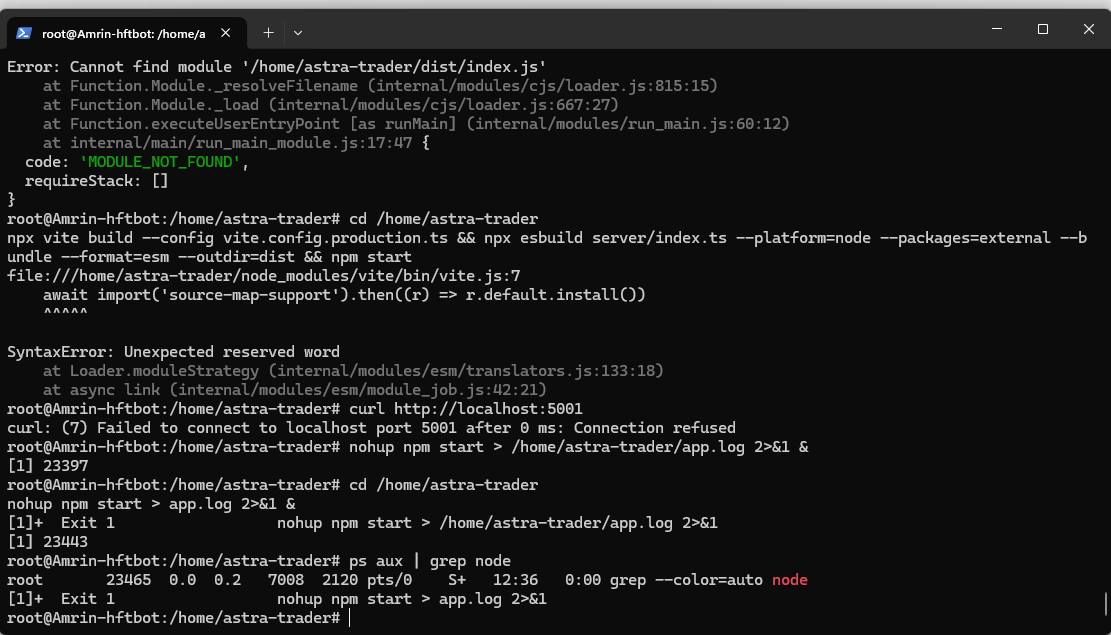 root@Amrin-hftbot: /home/a
Error: Cannot find module '/home/astra-trader/dist/index.js'
    at Function.Module._resolveFilename (internal/modules/cjs/loader.js:815:15)
    at Function.Module._load (internal/modules/cjs/loader.js:667:27)
    at Function.executeUserEntryPoint [as runMain] (internal/modules/run_main.js:60:12)
    at internal/main/run_main_module.js:17:47 {
  code: 'MODULE_NOT_FOUND',
  requireStack: []
}
root@Amrin-hftbot:/home/astra-trader# cd /home/astra-trader
npx vite build --config vite.config.production.ts && npx esbuild server/index.ts --platform=node --packages=external --b
undle --format=esm --outdir=dist && npm start
file:///home/astra-trader/node_modules/vite/bin/vite.js:7
    await import('source-map-support').then((r) => r.default.install())
    ^^^^^
SyntaxError: Unexpected reserved word
    at Loader.moduleStrategy (internal/modules/esm/translators.js:133:18)
    at async link (internal/modules/esm/module_job.js:42:21)
root@Amrin-hftbot:/home/astra-trader# curl http://localhost:5001
curl: (7) Failed to connect to localhost port 5001 after 0 ms: Connection refused
root@Amrin-hftbot:/home/astra-trader# nohup npm start > /home/astra-trader/app.log 2>&1 &
[1] 23397
root@Amrin-hftbot:/home/astra-trader# cd /home/astra-trader
nohup npm start > app.log 2>&1 &
[1]+  Exit 1                  nohup npm start > /home/astra-trader/app.log 2>&1
[1] 23443
root@Amrin-hftbot:/home/astra-trader# ps aux | grep node
root       23465  0.0  0.2   7008  2120 pts/0    S+   12:36   0:00 grep --color=auto node
[1]+  Exit 1                  nohup npm start > app.log 2>&1
root@Amrin-hftbot:/home/astra-trader#